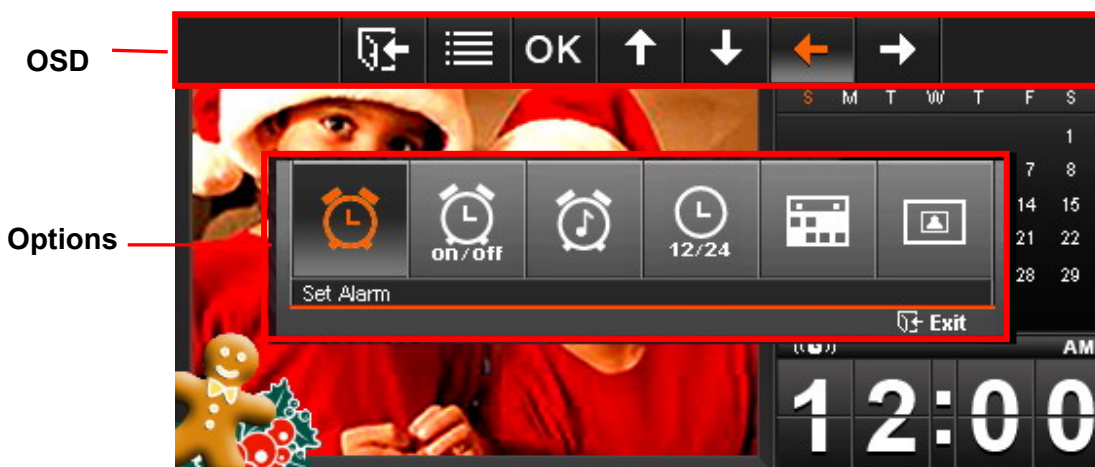 OSD
OK
S M T W T F S
1
7 8
14 15
21 22
28 29
Options
on/off
12/24
Set Alarm
Exit
AM
12:00